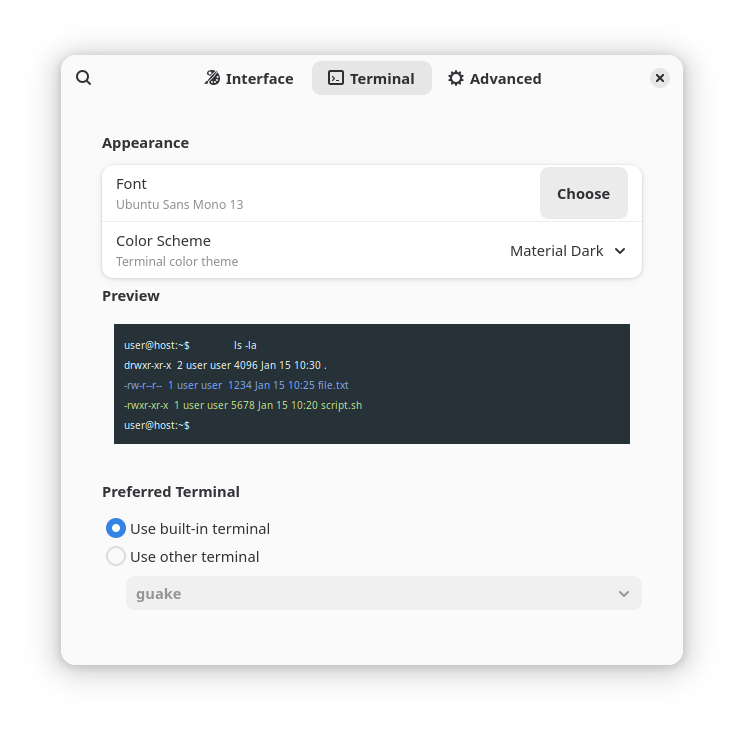 Interface Terminal Advanced
Appearance
Font
Ubuntu Sans Mono 13
Choose
Color Scheme
Terminal color theme
Material Dark
Preview
user@host:~$ ls -la
drwxr-xr-x 2 user user 4096 Jan 15 10:30 .
-rw-r--r-- 1 user user 1234 Jan 15 10:25 file.txt
-rwxr-xr-x 1 user user 5678 Jan 15 10:20 script.sh
user@host:~$
Preferred Terminal
Use built-in terminal
Use other terminal
guake